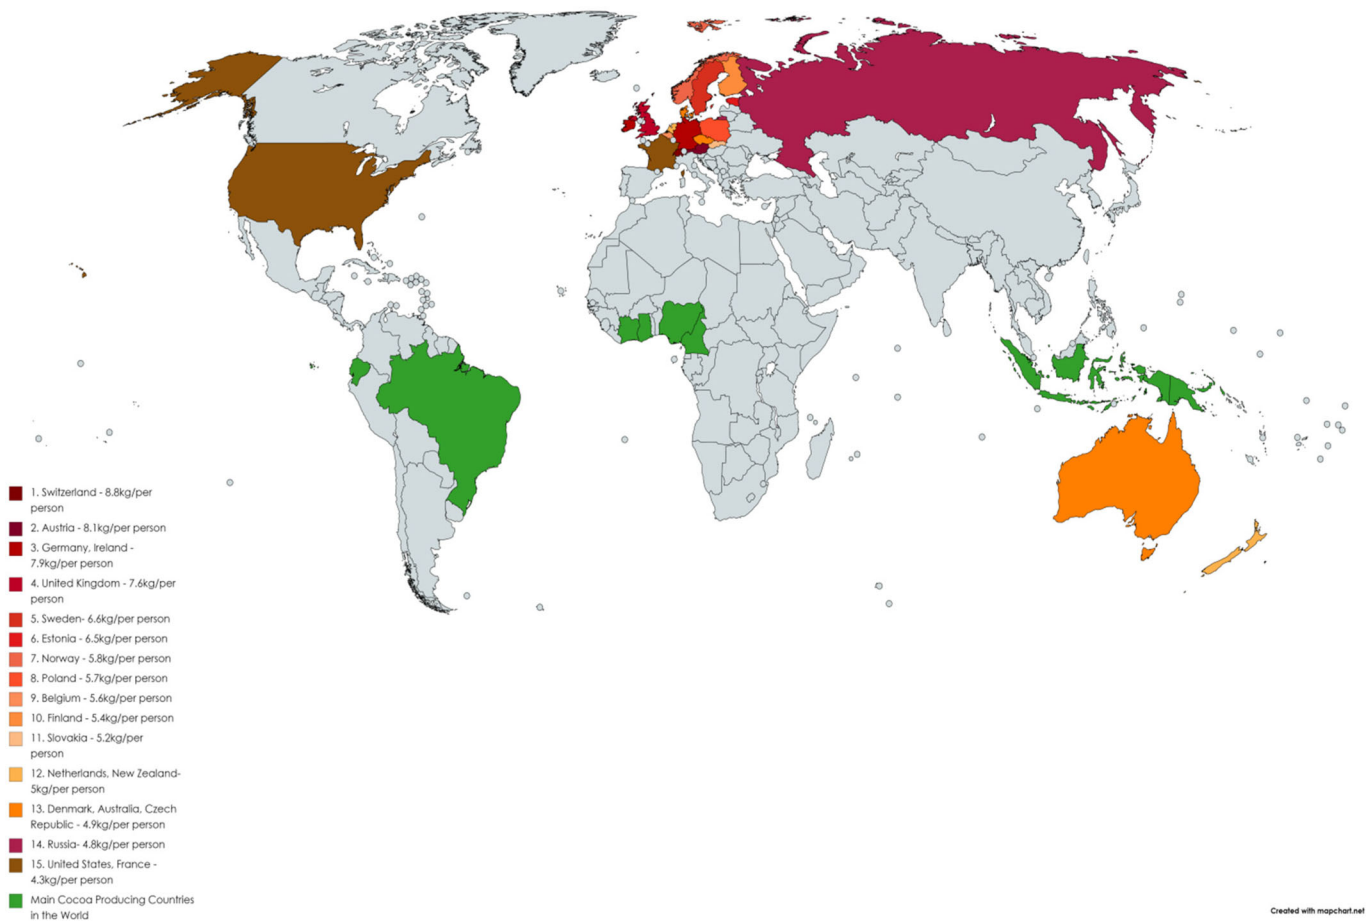 1. Switzerland - 8.8kg/per
person
2. Austria - 8.1kg/per person
3. Germany, Ireland -
7.9kg/per person
4. United Kingdom - 7.6kg/per
person
5. Sweden- 6.6kg/per person
6. Estonia - 6.5kg/per person
7. Norway - 5.8kg/per person
8. Poland - 5.7kg/per person
9. Belgium - 5.6kg/per person
10. Finland - 5.4kg/per person
11. Slovakia - 5.2kg/per
person
12. Netherlands, New Zealand-
5kg/per person
13. Denmark, Australia, Czech
Republic - 4.9kg/per person
14. Russia- 4.8kg/per person
15. United States, France -
4.3kg/per person
Main Cocoa Producing Countries
in the World
Created with mapchart.net